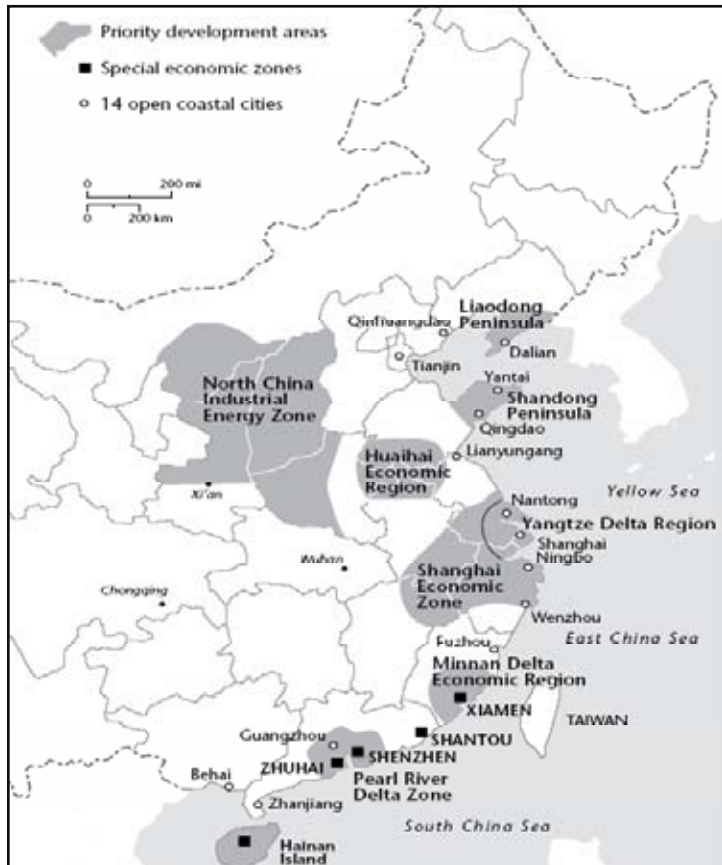 Priority development areas
Special economic zones
14 open coastal cities
0 200 mi
0 200 km
Liaodong
Peninsula
Qinhuangdao
Dalian
Tianjin
Yantai
North China
Industrial
Energy Zone
Shandong
Peninsula
Qingdao
Huaihai
Economic
Region
Lianyungang
Xi'an
Nantong
Yellow Sea
Yangtze Delta Region
Shanghai
Ningbo
Wuhan
Shanghai
Economic
Zone
Chongqing
Wenzhou
East China Sea
Fuzhou
Minnan Delta
Economic Region
XIAMEN
TAIWAN
SHANTOU
Guangzhou
SHENZHEN
ZHUHAI
Pearl River
Delta Zone
Behai
Zhanjiang
South China Sea
Hainan
Island